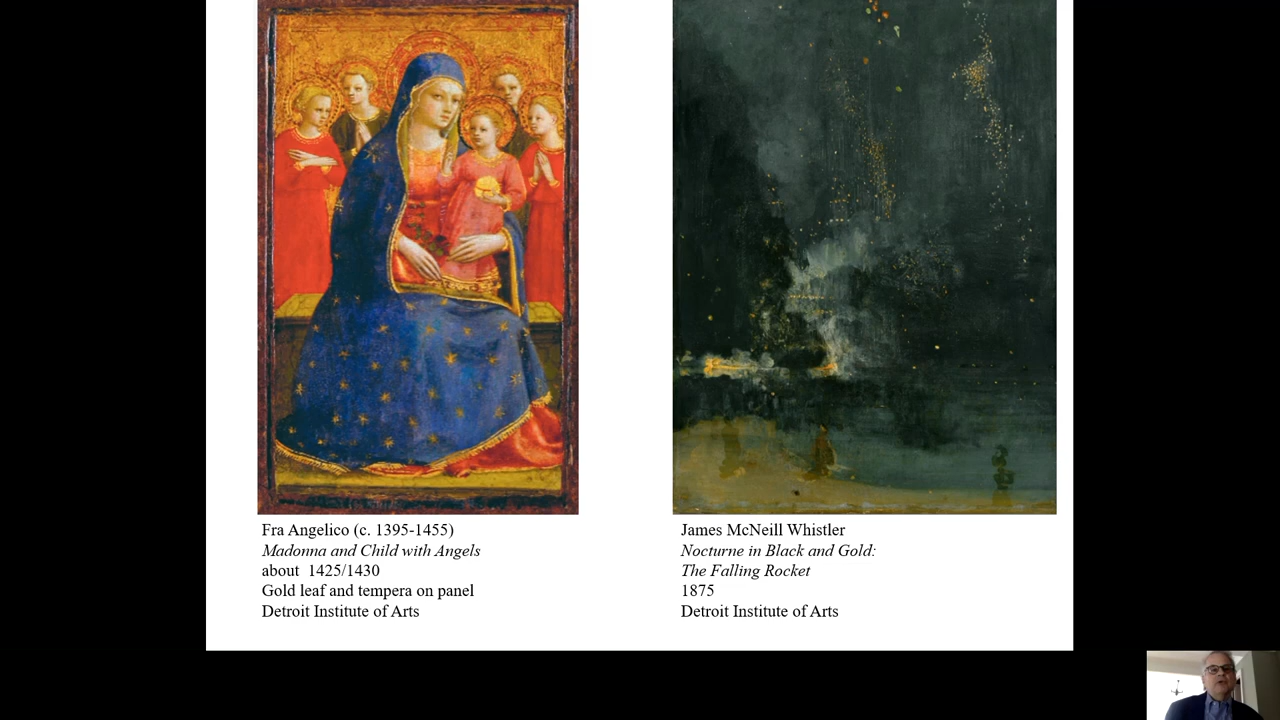 Fra Angelico (c. 1395-1455)
Madonna and Child with Angels
about 1425/1430
Gold leaf and tempera on panel
Detroit Institute of Arts
James McNeill Whistler
Nocturne in Black and Gold:
The Falling Rocket
1875
Detroit Institute of Arts